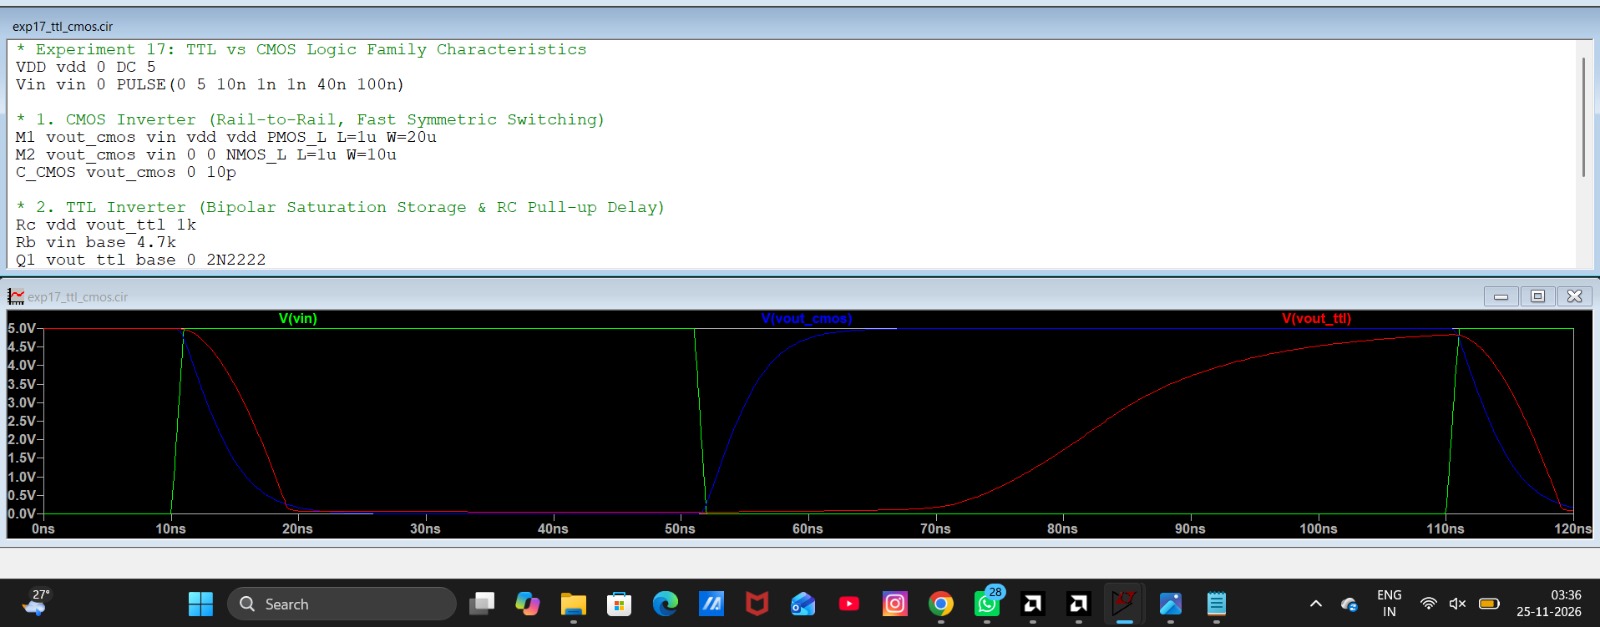 exp17_ttl_cmos.cir
* Experiment 17: TTL vs CMOS Logic Family Characteristics
VDD vdd 0 DC 5
Vin vin 0 PULSE(0 5 10n 1n 1n 40n 100n)
* 1. CMOS Inverter (Rail-to-Rail, Fast Symmetric Switching)
M1 vout_cmos vin vdd vdd PMOS_L L=1u W=20u
M2 vout_cmos vin 0 0 NMOS_L L=1u W=10u
C_CMOS vout_cmos 0 10p
* 2. TTL Inverter (Bipolar Saturation Storage & RC Pull-up Delay)
Rc vdd vout_ttl 1k
Rb vin base 4.7k
Q1 vout ttl base 0 2N2222
exp17_ttl_cmos.cir
V(vin) V(vout_cmos) V(vout_ttl)
5.0V
4.5V
4.0V
3.5V
3.0V
2.5V
2.0V
1.5V
1.0V
0.5V
0.0V
0ns 10ns 20ns 30ns 40ns 50ns 60ns 70ns 80ns 90ns 100ns 110ns 120ns
27°
Search
28
ENG
IN
03:36
25-11-2026